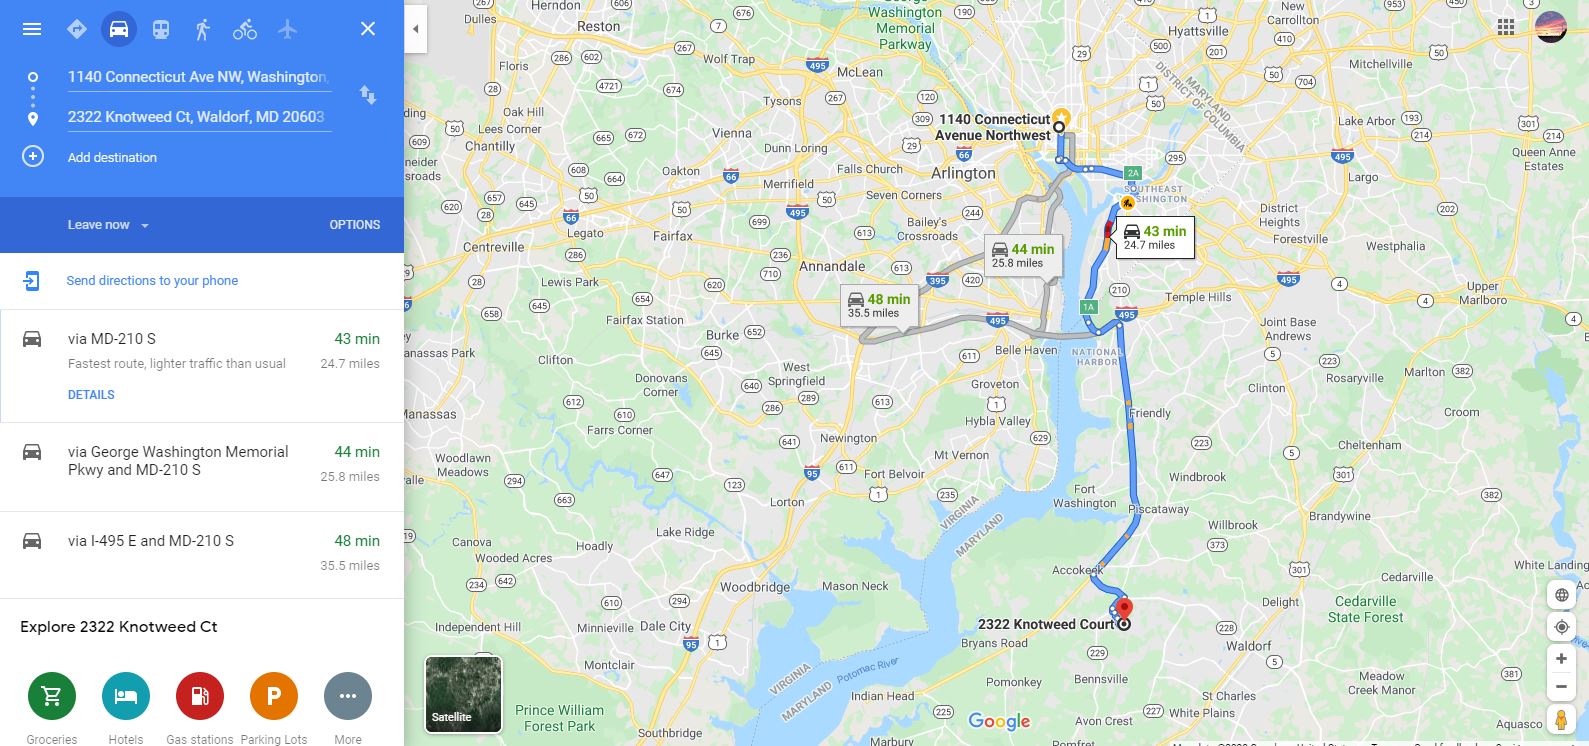 1140 Connecticut Ave NW, Washington,
2322 Knotweed Ct, Waldorf, MD 20603
Add destination
Leave now
OPTIONS
Send directions to your phone
via MD-210 S
43 min
Fastest route, lighter traffic than usual
24.7 miles
DETAILS
via George Washington Memorial
Pkwy and MD-210 S
44 min
25.8 miles
via I-495 E and MD-210 S
48 min
35.5 miles
Explore 2322 Knotweed Ct
P
Groceries
Hotels
Gas stations
Parking Lots
More
Dulles
Herndon
Reston
Washington
Memorial
Parkway
New
Carrollton
Hyattsville
Floris
Wolf Trap
McLean
Mitchellville
Tysons
Oak Hill
Lees Corner
Chantilly
Vienna
Dunn Loring
1140 Connecticut
Avenue Northwest
MARYLAND
DISTRICT OF COLUMBIA
Lake Arbor
Queen Anne
Estates
Oakton
Merrifield
Falls Church
Arlington
Seven Corners
2A
SOUTHEAST
WASHINGTON
Largo
Legato
Fairfax
Bailey's
Crossroads
District
Heights
Forestville
Westphalia
Centreville
43 min
24.7 miles
44 min
25.8 miles
Annandale
48 min
35.5 miles
Lewis Park
Fairfax Station
Burke
Temple Hills
Upper
Marlboro
1A
Joint Base
Andrews
Manassas Park
Clifton
Belle Haven
NATIONAL
HARBOR
West
Springfield
Donovans
Corner
Groveton
Hybla Valley
Clinton
Rosaryville
Marlton
Croom
Manassas
Farrs Corner
Newington
Friendly
Cheltenham
Woodlawn
Meadows
Mt Vernon
Fort Belvoir
Windbrook
Lorton
Fort
Washington
Piscataway
VIRGINIA
MARYLAND
Brandywine
Willbrook
Lake Ridge
Hoadly
Canova
Wooded Acres
Accokeek
White Landing
Cedarville
Woodbridge
Mason Neck
Delight
Cedarville
State Forest
2322 Knotweed Court
Independent Hill
Minnieville
Dale City
Bryans Road
Waldorf
Montclair
VIRGINIA
MARYLAND
Potomac River
Pomonkey
Bennsville
Meadow
Creek Manor
Indian Head
St Charles
White Plains
Satellite
Prince William
Forest Park
Google
Avon Crest
Aquasco
Southbridge
Marbury
Pomfret